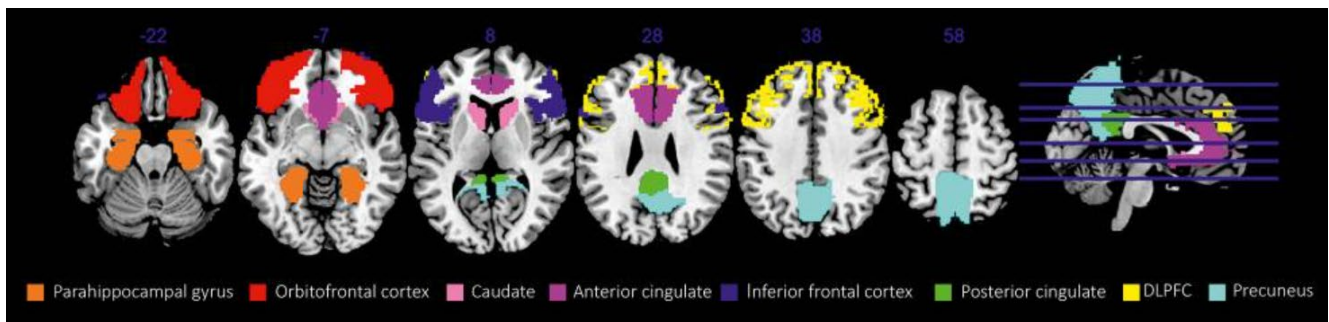 -22 -7 8 28 38 58
Parahippocampal gyrus Orbitofrontal cortex Caudate Anterior cingulate Inferior frontal cortex Posterior cingulate DLPFC Precuneus